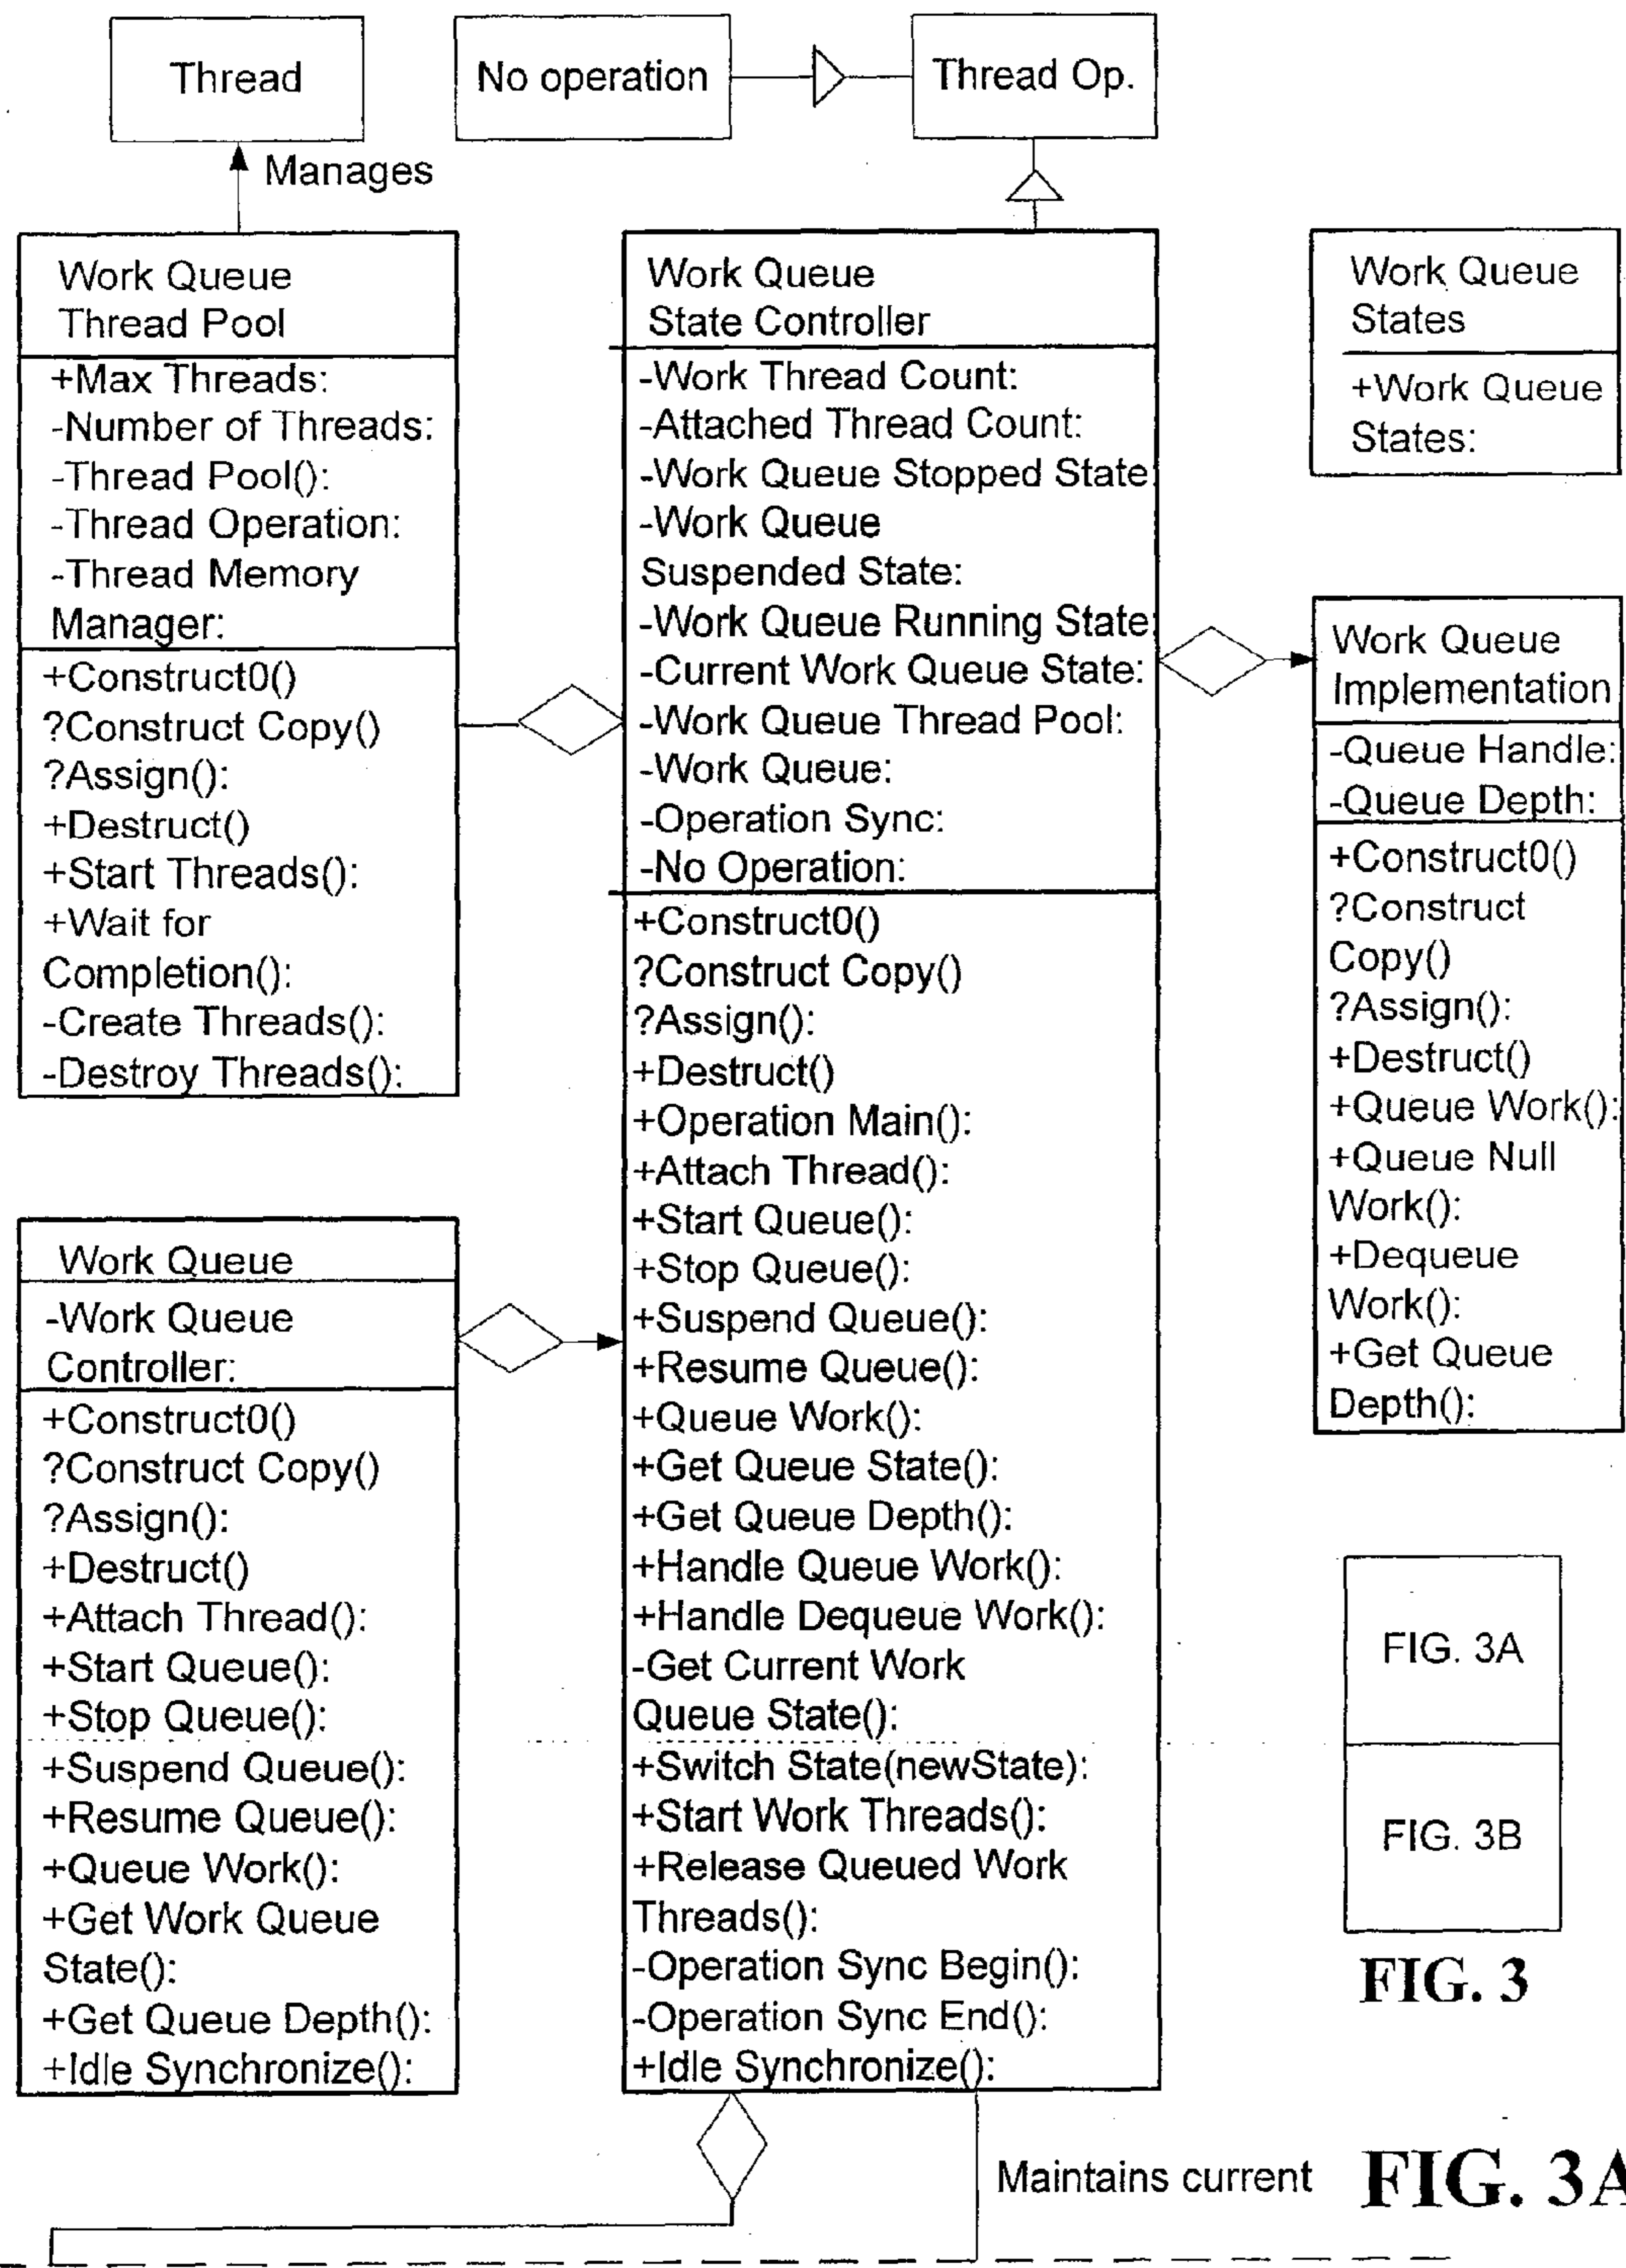 Thread
No operation
Thread Op.
Manages
Work Queue
Thread Pool
+Max Threads:
-Number of Threads:
-Thread Pool():
-Thread Operation:
-Thread Memory
Manager:
+Construct0()
?Construct Copy()
?Assign():
+Destruct()
+Start Threads():
+Wait for
Completion():
-Create Threads():
-Destroy Threads():
Work Queue
State Controller
-Work Thread Count:
-Attached Thread Count:
-Work Queue Stopped State:
-Work Queue
Suspended State:
-Work Queue Running State:
-Current Work Queue State:
-Work Queue Thread Pool:
-Work Queue:
-Operation Sync:
-No Operation:
+Construct0()
?Construct Copy()
?Assign():
+Destruct()
+Operation Main():
+Attach Thread():
+Start Queue():
+Stop Queue():
+Suspend Queue():
+Resume Queue():
+Queue Work():
+Get Queue State():
+Get Queue Depth():
+Handle Queue Work():
+Handle Dequeue Work():
-Get Current Work
Queue State():
+Switch State(newState):
+Start Work Threads():
+Release Queued Work
Threads():
-Operation Sync Begin():
-Operation Sync End():
+Idle Synchronize():
Work Queue
States
+Work Queue
States:
Work Queue
Implementation
-Queue Handle:
-Queue Depth:
+Construct0()
?Construct
Copy()
?Assign():
+Destruct()
+Queue Work():
+Queue Null
Work():
+Dequeue
Work():
+Get Queue
Depth():
Work Queue
-Work Queue
Controller:
+Construct0()
?Construct Copy()
?Assign():
+Destruct()
+Attach Thread():
+Start Queue():
+Stop Queue():
+Suspend Queue():
+Resume Queue():
+Queue Work():
+Get Work Queue
State():
+Get Queue Depth():
+Idle Synchronize():
FIG. 3A
FIG. 3B
FIG. 3
Maintains current
FIG. 3A